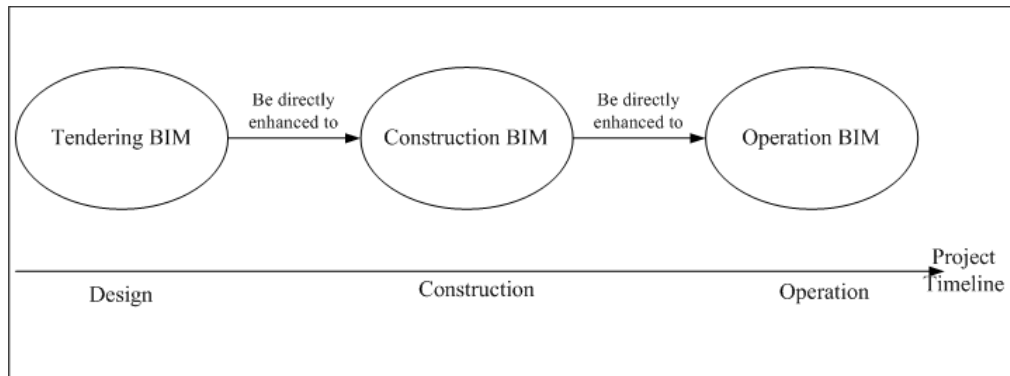 Be directly
enhanced to
Be directly
enhanced to
Tendering BIM
Construction BIM
Operation BIM
Project
Timeline
Design
Construction
Operation